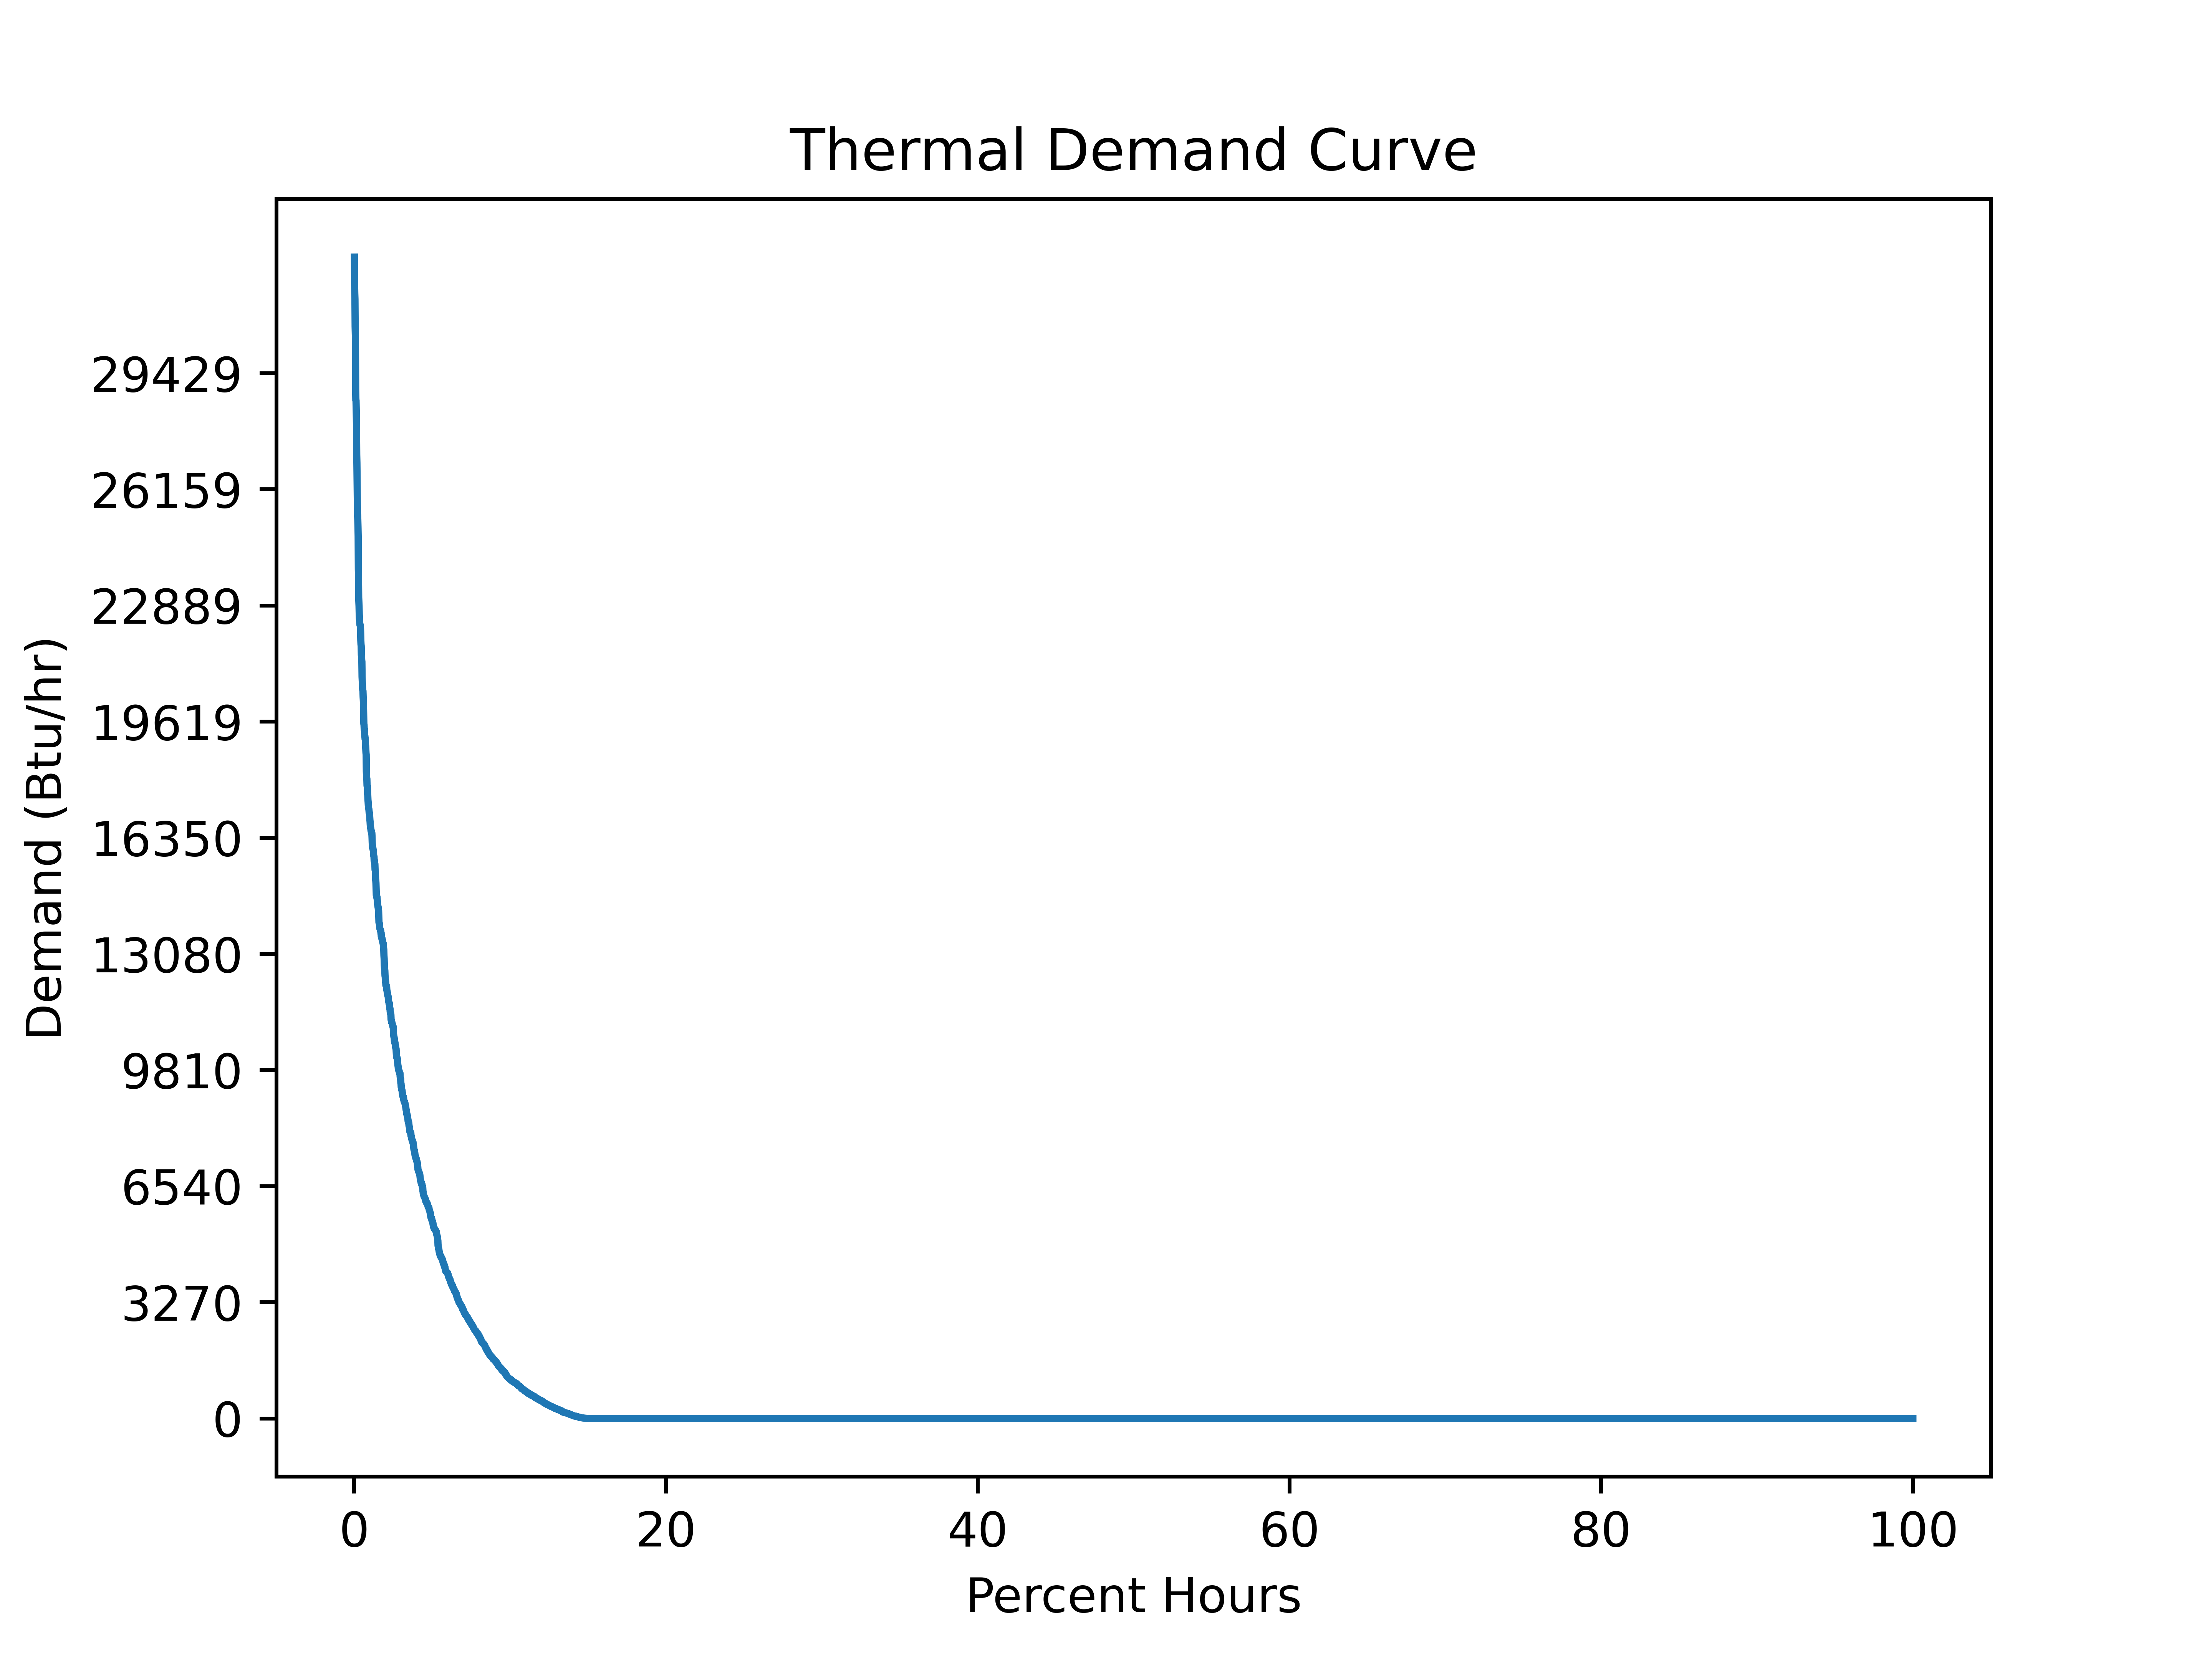 Thermal Demand Curve
Demand (Btu/hr)
29429
26159
22889
19619
16350
13080
9810
6540
3270
0
0 20 40 60 80 100
Percent Hours